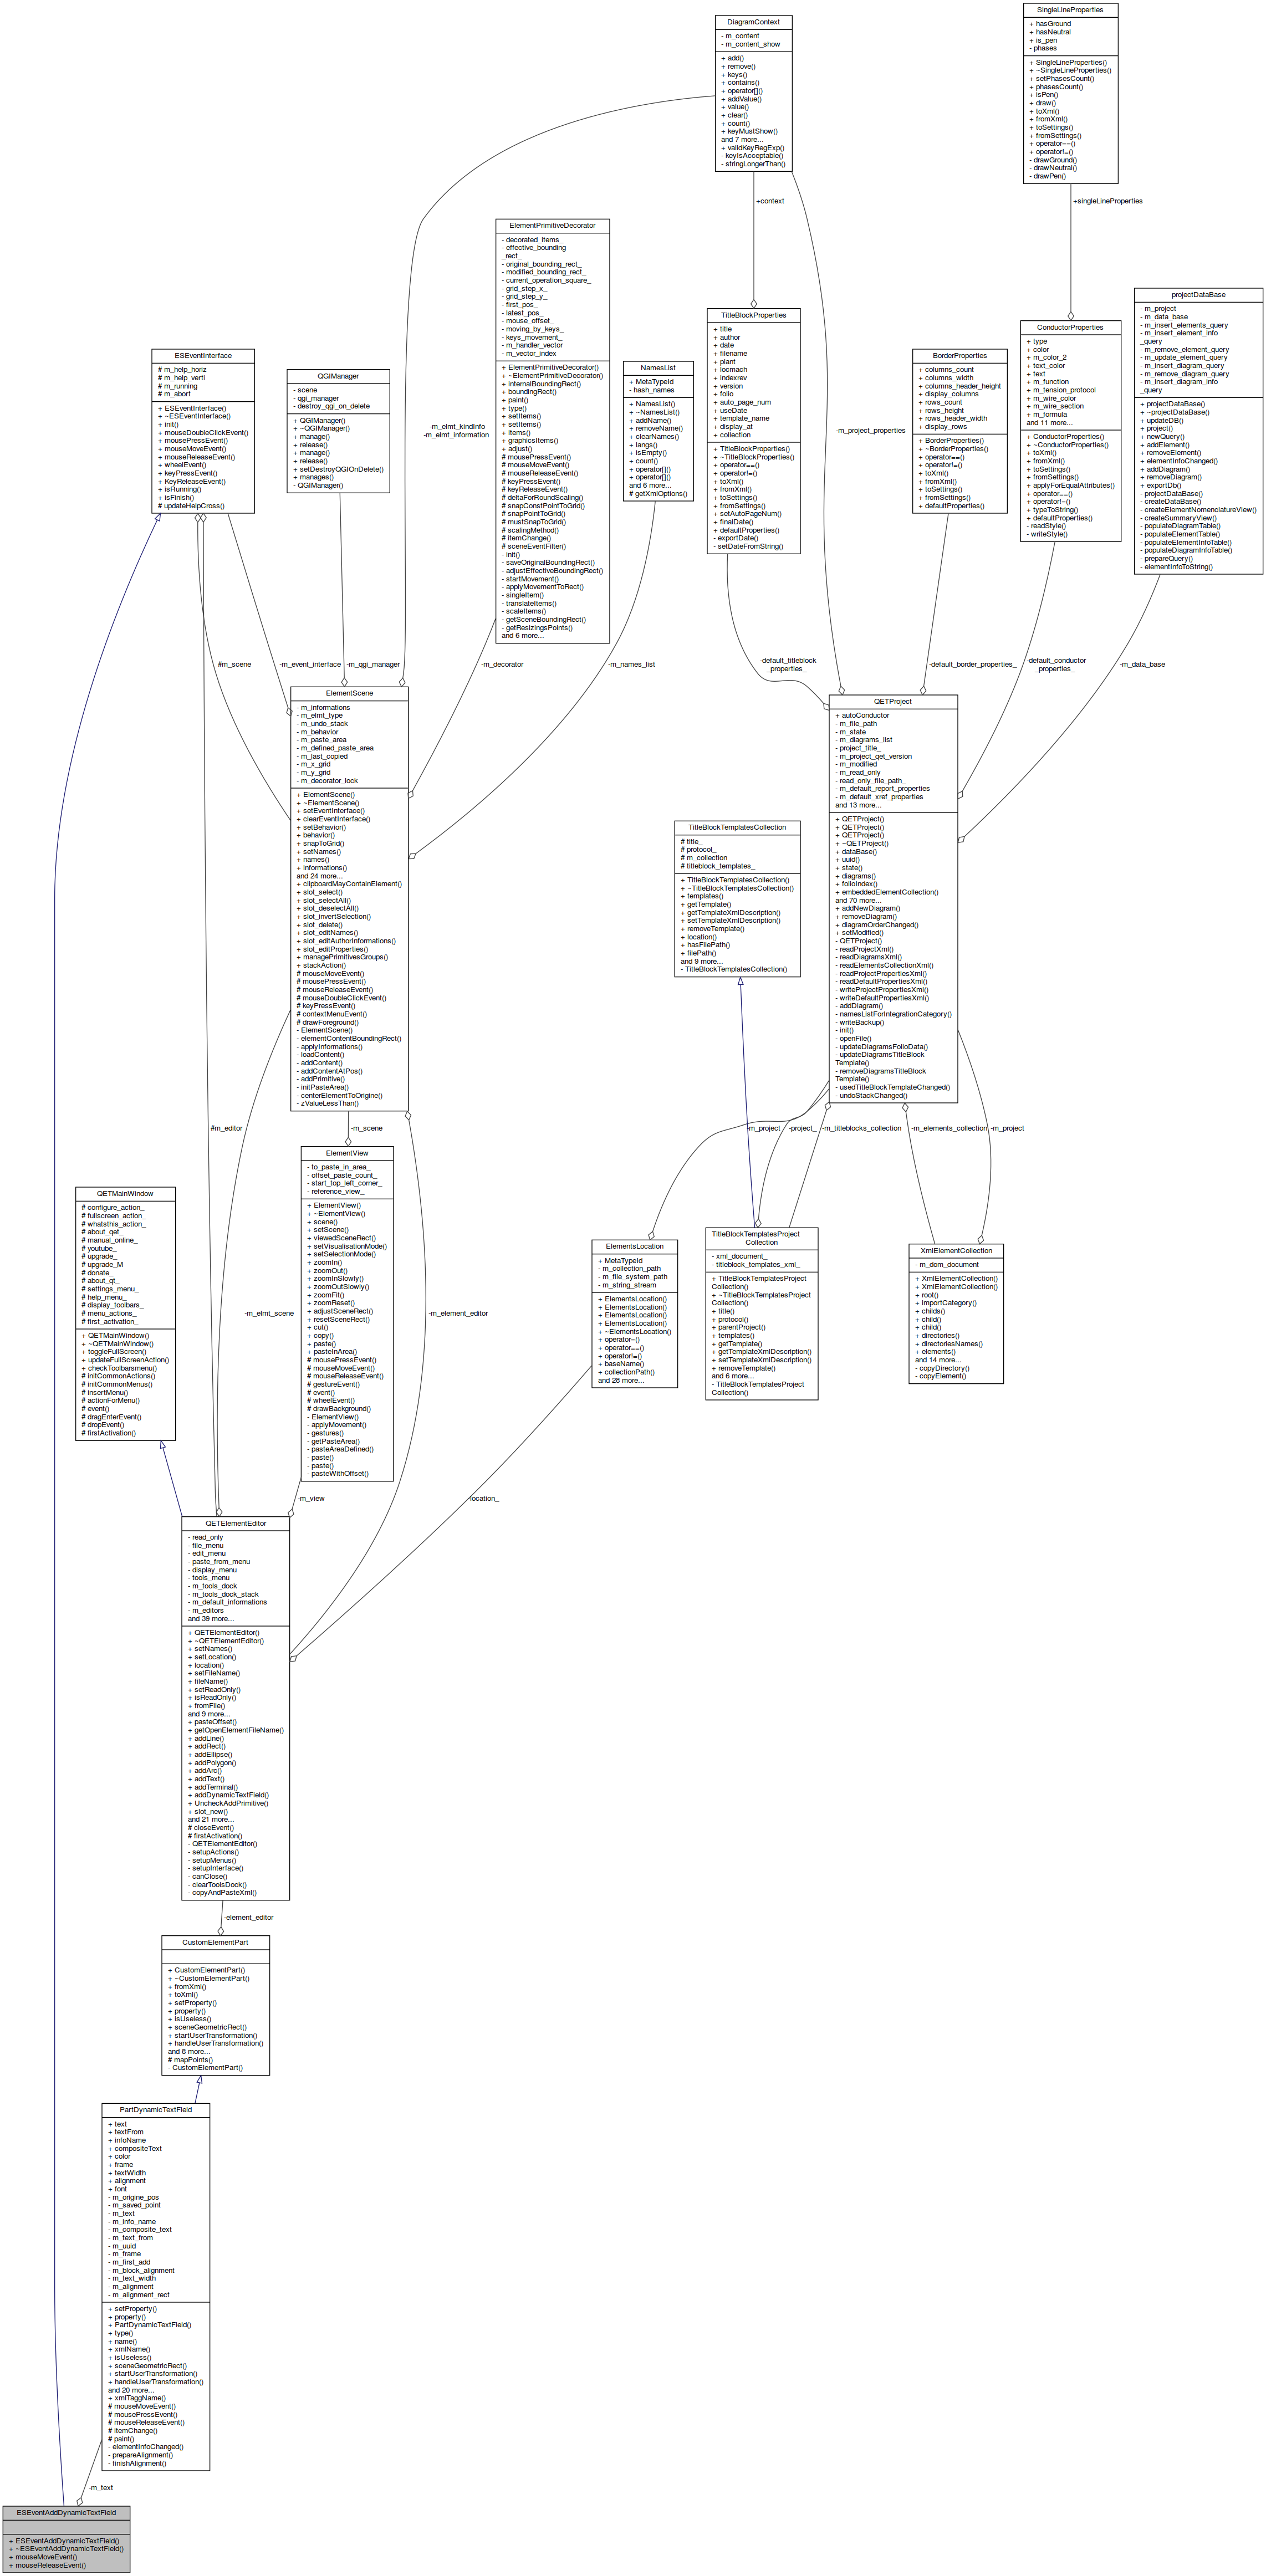 DiagramContext
- m_content
- m_content_show
+ add()
+ remove()
+ keys()
+ contains()
+ operator[]()
+ addValue()
+ value()
+ clear()
+ count()
+ keyMustShow()
and 7 more...
+ validKeyRegExp()
- keyIsAcceptable()
- stringLongerThan()
SingleLineProperties
+ hasGround
+ hasNeutral
+ is_pen
- phases
+ SingleLineProperties()
+ ~SingleLineProperties()
+ setPhasesCount()
+ phasesCount()
+ isPen()
+ draw()
+ toXml()
+ fromXml()
+ toSettings()
+ fromSettings()
+ operator==()
+ operator!=()
- drawGround()
- drawNeutral()
- drawPen()
+context
+singleLineProperties
ElementPrimitiveDecorator
- decorated_items_
- effective_bounding
_rect_
- original_bounding_rect_
- modified_bounding_rect_
- current_operation_square_
- grid_step_x_
- grid_step_y_
- first_pos_
- latest_pos_
- mouse_offset_
- moving_by_keys_
- keys_movement_
- m_handler_vector
- m_vector_index
+ ElementPrimitiveDecorator()
+ ~ElementPrimitiveDecorator()
+ internalBoundingRect()
+ boundingRect()
+ paint()
+ type()
+ setItems()
+ setItems()
+ items()
+ graphicsItems()
+ adjust()
# mousePressEvent()
# mouseMoveEvent()
# mouseReleaseEvent()
# keyPressEvent()
# keyReleaseEvent()
# deltaForRoundScaling()
# snapConstPointToGrid()
# snapPointToGrid()
# mustSnapToGrid()
# scalingMethod()
# itemChange()
# sceneEventFilter()
- init()
- saveOriginalBoundingRect()
- adjustEffectiveBoundingRect()
- startMovement()
- applyMovementToRect()
- singleItem()
- translateItems()
- scaleItems()
- getSceneBoundingRect()
- getResizingsPoints()
and 6 more...
projectDataBase
- m_project
- m_data_base
- m_insert_elements_query
- m_insert_element_info
_query
- m_remove_element_query
- m_update_element_query
- m_insert_diagram_query
- m_remove_diagram_query
- m_insert_diagram_info
_query
+ projectDataBase()
+ ~projectDataBase()
+ updateDB()
+ project()
+ newQuery()
+ addElement()
+ removeElement()
+ elementInfoChanged()
+ addDiagram()
+ removeDiagram()
+ exportDb()
- projectDataBase()
- createDataBase()
- createElementNomenclatureView()
- createSummaryView()
- populateDiagramTable()
- populateElementTable()
- populateElementInfoTable()
- populateDiagramInfoTable()
- prepareQuery()
- elementInfoToString()
TitleBlockProperties
+ title
+ author
+ date
+ filename
+ plant
+ locmach
+ indexrev
+ version
+ folio
+ auto_page_num
+ useDate
+ template_name
+ display_at
+ collection
+ TitleBlockProperties()
+ ~TitleBlockProperties()
+ operator==()
+ operator!=()
+ toXml()
+ fromXml()
+ toSettings()
+ fromSettings()
+ setAutoPageNum()
+ finalDate()
+ defaultProperties()
- exportDate()
- setDateFromString()
ConductorProperties
+ type
+ color
+ m_color_2
+ text_color
+ text
+ m_function
+ m_tension_protocol
+ m_wire_color
+ m_wire_section
+ m_formula
and 11 more...
+ ConductorProperties()
+ ~ConductorProperties()
+ toXml()
+ fromXml()
+ toSettings()
+ fromSettings()
+ applyForEqualAttributes()
+ operator==()
+ operator!=()
+ typeToString()
+ defaultProperties()
- readStyle()
- writeStyle()
ESEventInterface
# m_help_horiz
# m_help_verti
# m_running
# m_abort
+ ESEventInterface()
+ ~ESEventInterface()
+ init()
+ mouseDoubleClickEvent()
+ mousePressEvent()
+ mouseMoveEvent()
+ mouseReleaseEvent()
+ wheelEvent()
+ keyPressEvent()
+ KeyReleaseEvent()
+ isRunning()
+ isFinish()
# updateHelpCross()
BorderProperties
+ columns_count
+ columns_width
+ columns_header_height
+ display_columns
+ rows_count
+ rows_height
+ rows_header_width
+ display_rows
+ BorderProperties()
+ ~BorderProperties()
+ operator==()
+ operator!=()
+ toXml()
+ fromXml()
+ toSettings()
+ fromSettings()
+ defaultProperties()
NamesList
+ MetaTypeId
- hash_names
+ NamesList()
+ ~NamesList()
+ addName()
+ removeName()
+ clearNames()
+ langs()
+ isEmpty()
+ count()
+ operator[]()
+ operator[]()
and 6 more...
# getXmlOptions()
QGIManager
- scene
- qgi_manager
- destroy_qgi_on_delete
+ QGIManager()
+ ~QGIManager()
+ manage()
+ release()
+ manage()
+ release()
+ setDestroyQGIOnDelete()
+ manages()
- QGIManager()
-m_elmt_kindInfo
-m_elmt_information
-m_project_properties
#m_scene
-m_event_interface
-m_qgi_manager
-m_decorator
-m_names_list
-default_titleblock
_properties_
-default_border_properties_
-default_conductor
_properties_
-m_data_base
ElementScene
- m_informations
- m_elmt_type
- m_undo_stack
- m_behavior
- m_paste_area
- m_defined_paste_area
- m_last_copied
- m_x_grid
- m_y_grid
- m_decorator_lock
+ ElementScene()
+ ~ElementScene()
+ setEventInterface()
+ clearEventInterface()
+ setBehavior()
+ behavior()
+ snapToGrid()
+ setNames()
+ names()
+ informations()
and 24 more...
+ clipboardMayContainElement()
+ slot_select()
+ slot_selectAll()
+ slot_deselectAll()
+ slot_invertSelection()
+ slot_delete()
+ slot_editNames()
+ slot_editAuthorInformations()
+ slot_editProperties()
+ managePrimitivesGroups()
+ stackAction()
# mouseMoveEvent()
# mousePressEvent()
# mouseReleaseEvent()
# mouseDoubleClickEvent()
# keyPressEvent()
# contextMenuEvent()
# drawForeground()
- ElementScene()
- elementContentBoundingRect()
- applyInformations()
- loadContent()
- addContent()
- addContentAtPos()
- addPrimitive()
- initPasteArea()
- centerElementToOrigine()
- zValueLessThan()
QETProject
+ autoConductor
- m_file_path
- m_state
- m_diagrams_list
- project_title_
- m_project_qet_version
- m_modified
- m_read_only
- read_only_file_path_
- m_default_report_properties
- m_default_xref_properties
and 13 more...
+ QETProject()
+ QETProject()
+ QETProject()
+ ~QETProject()
+ dataBase()
+ uuid()
+ state()
+ diagrams()
+ folioIndex()
+ embeddedElementCollection()
and 70 more...
+ addNewDiagram()
+ removeDiagram()
+ diagramOrderChanged()
+ setModified()
- QETProject()
- readProjectXml()
- readDiagramsXml()
- readElementsCollectionXml()
- readProjectPropertiesXml()
- readDefaultPropertiesXml()
- writeProjectPropertiesXml()
- writeDefaultPropertiesXml()
- addDiagram()
- namesListForIntegrationCategory()
- writeBackup()
- init()
- openFile()
- updateDiagramsFolioData()
- updateDiagramsTitleBlock
Template()
- removeDiagramsTitleBlock
Template()
- usedTitleBlockTemplateChanged()
- undoStackChanged()
TitleBlockTemplatesCollection
# title_
# protocol_
# m_collection
# titleblock_templates_
+ TitleBlockTemplatesCollection()
+ ~TitleBlockTemplatesCollection()
+ templates()
+ getTemplate()
+ getTemplateXmlDescription()
+ setTemplateXmlDescription()
+ removeTemplate()
+ location()
+ hasFilePath()
+ filePath()
and 9 more...
- TitleBlockTemplatesCollection()
#m_editor
-m_scene
-m_project
-project_
-m_titleblocks_collection
-m_elements_collection
-m_project
ElementView
- to_paste_in_area_
- offset_paste_count_
- start_top_left_corner_
- reference_view_
+ ElementView()
+ ~ElementView()
+ scene()
+ setScene()
+ viewedSceneRect()
+ setVisualisationMode()
+ setSelectionMode()
+ zoomIn()
+ zoomOut()
+ zoomInSlowly()
+ zoomOutSlowly()
+ zoomFit()
+ zoomReset()
+ adjustSceneRect()
+ resetSceneRect()
+ cut()
+ copy()
+ paste()
+ pasteInArea()
# mousePressEvent()
# mouseMoveEvent()
# mouseReleaseEvent()
# gestureEvent()
# event()
# wheelEvent()
# drawBackground()
- ElementView()
- applyMovement()
- gestures()
- getPasteArea()
- pasteAreaDefined()
- paste()
- paste()
- pasteWithOffset()
QETMainWindow
# configure_action_
# fullscreen_action_
# whatsthis_action_
# about_qet_
# manual_online_
# youtube_
# upgrade_
# upgrade_M
# donate_
# about_qt_
# settings_menu_
# help_menu_
# display_toolbars_
# menu_actions_
# first_activation_
+ QETMainWindow()
+ ~QETMainWindow()
+ toggleFullScreen()
+ updateFullScreenAction()
+ checkToolbarsmenu()
# initCommonActions()
# initCommonMenus()
# insertMenu()
# actionForMenu()
# event()
# dragEnterEvent()
# dropEvent()
# firstActivation()
ElementsLocation
+ MetaTypeId
- m_collection_path
- m_file_system_path
- m_string_stream
+ ElementsLocation()
+ ElementsLocation()
+ ElementsLocation()
+ ElementsLocation()
+ ~ElementsLocation()
+ operator=()
+ operator==()
+ operator!=()
+ baseName()
+ collectionPath()
and 28 more...
TitleBlockTemplatesProject
Collection
- xml_document_
- titleblock_templates_xml_
+ TitleBlockTemplatesProject
Collection()
+ ~TitleBlockTemplatesProject
Collection()
+ title()
+ protocol()
+ parentProject()
+ templates()
+ getTemplate()
+ getTemplateXmlDescription()
+ setTemplateXmlDescription()
+ removeTemplate()
and 6 more...
- TitleBlockTemplatesProject
Collection()
XmlElementCollection
- m_dom_document
+ XmlElementCollection()
+ XmlElementCollection()
+ root()
+ importCategory()
+ childs()
+ child()
+ child()
+ directories()
+ directoriesNames()
+ elements()
and 14 more...
- copyDirectory()
- copyElement()
-m_elmt_scene
-m_element_editor
-m_view
-location_
QETElementEditor
- read_only
- file_menu
- edit_menu
- paste_from_menu
- display_menu
- tools_menu
- m_tools_dock
- m_tools_dock_stack
- m_default_informations
- m_editors
and 39 more...
+ QETElementEditor()
+ ~QETElementEditor()
+ setNames()
+ setLocation()
+ location()
+ setFileName()
+ fileName()
+ setReadOnly()
+ isReadOnly()
+ fromFile()
and 9 more...
+ pasteOffset()
+ getOpenElementFileName()
+ addLine()
+ addRect()
+ addEllipse()
+ addPolygon()
+ addArc()
+ addText()
+ addTerminal()
+ addDynamicTextField()
+ UncheckAddPrimitive()
+ slot_new()
and 21 more...
# closeEvent()
# firstActivation()
- QETElementEditor()
- setupActions()
- setupMenus()
- setupInterface()
- canClose()
- clearToolsDock()
- copyAndPasteXml()
-element_editor
CustomElementPart
+ CustomElementPart()
+ ~CustomElementPart()
+ fromXml()
+ toXml()
+ setProperty()
+ property()
+ isUseless()
+ sceneGeometricRect()
+ startUserTransformation()
+ handleUserTransformation()
and 8 more...
# mapPoints()
- CustomElementPart()
PartDynamicTextField
+ text
+ textFrom
+ infoName
+ compositeText
+ color
+ frame
+ textWidth
+ alignment
+ font
- m_origine_pos
- m_saved_point
- m_text
- m_info_name
- m_composite_text
- m_text_from
- m_uuid
- m_frame
- m_first_add
- m_block_alignment
- m_text_width
- m_alignment
- m_alignment_rect
+ setProperty()
+ property()
+ PartDynamicTextField()
+ type()
+ name()
+ xmlName()
+ isUseless()
+ sceneGeometricRect()
+ startUserTransformation()
+ handleUserTransformation()
and 20 more...
+ xmlTaggName()
# mouseMoveEvent()
# mousePressEvent()
# mouseReleaseEvent()
# itemChange()
# paint()
- elementInfoChanged()
- prepareAlignment()
- finishAlignment()
-m_text
ESEventAddDynamicTextField
+ ESEventAddDynamicTextField()
+ ~ESEventAddDynamicTextField()
+ mouseMoveEvent()
+ mouseReleaseEvent()